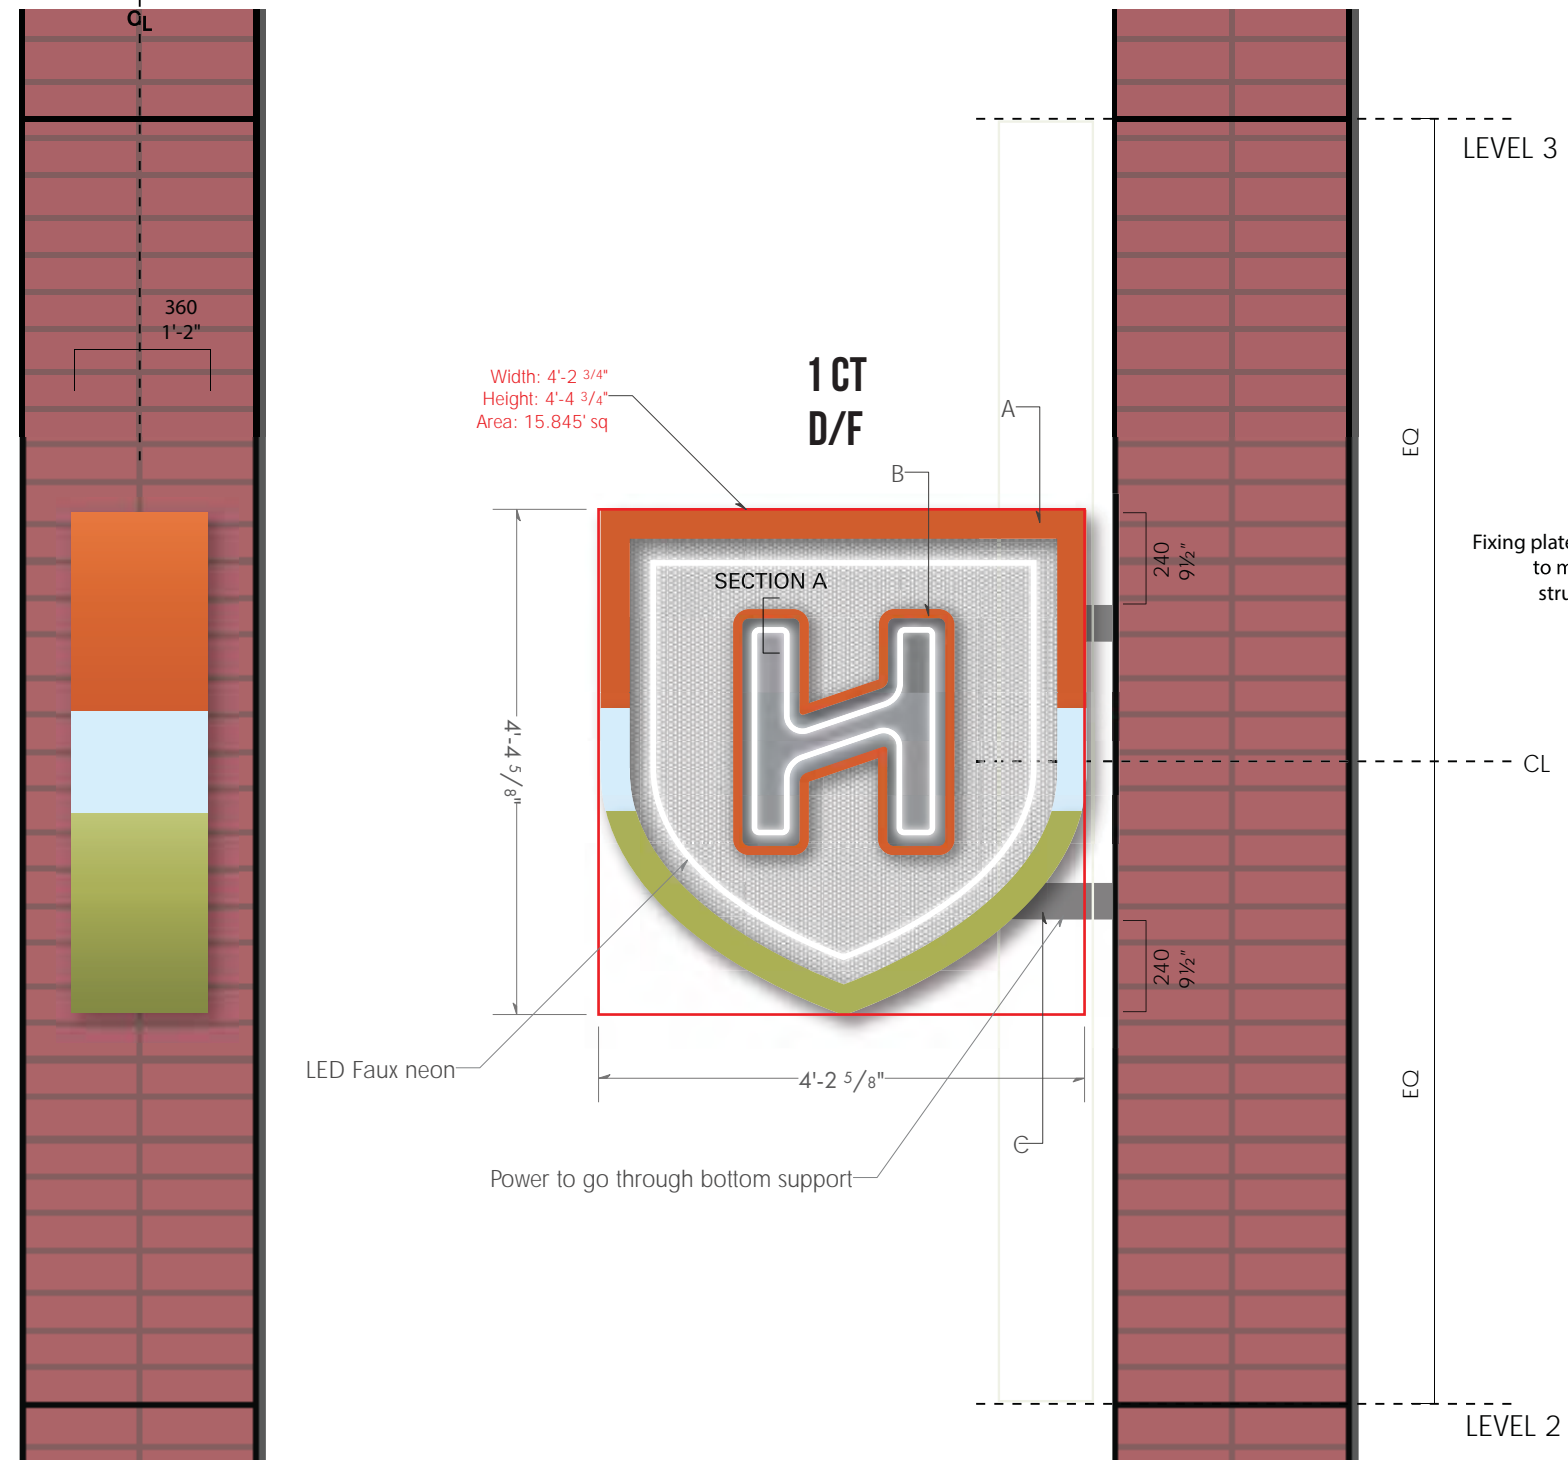 CL
LEVEL 3
360
1'-2"
1 CT
D/F
Width: 4'-2 3/4"
Height: 4'-4 3/4"
Area: 15.845' sq
A
B
EQ
240
9½"
Fixing plate
to m
stru
SECTION A
H
4'-4 5/8"
CL
240
9½"
LED Faux neon
4'-2 5/8"
EQ
C
Power to go through bottom support
LEVEL 2